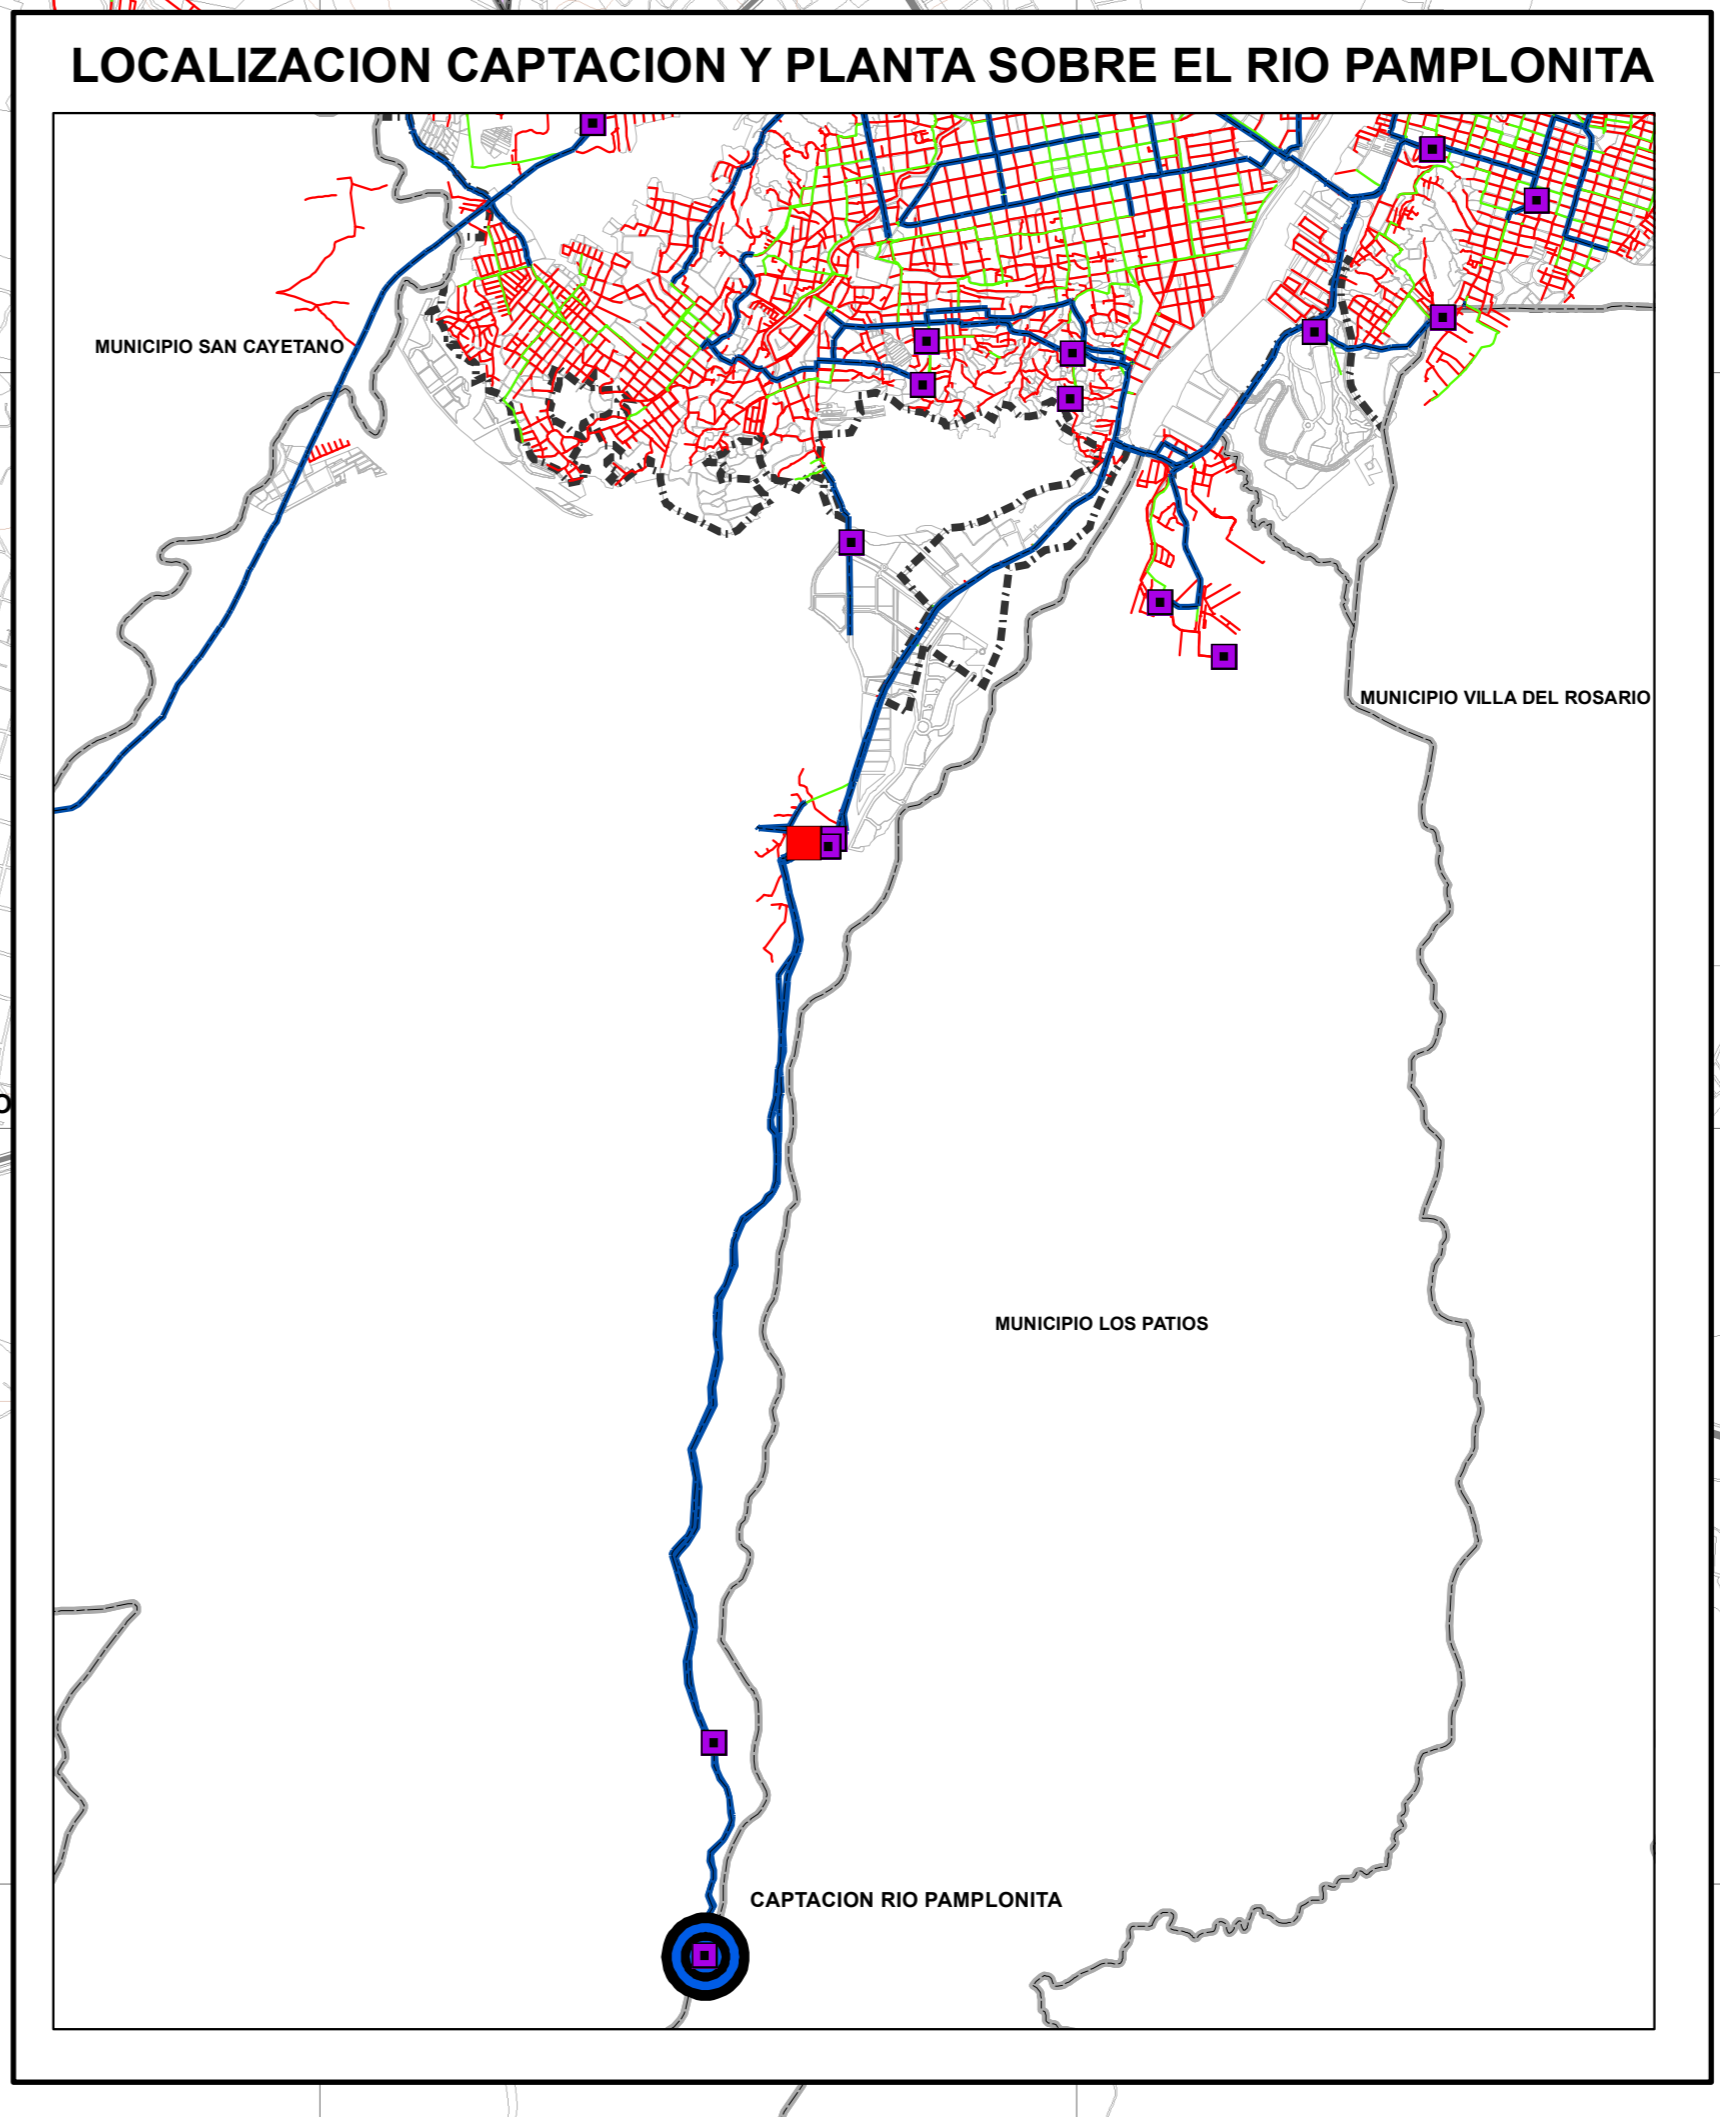 LOCALIZACION CAPTACION Y PLANTA SOBRE EL RIO PAMPLONITA
MUNICIPIO SAN CAYETANO
MUNICIPIO VILLA DEL ROSARIO
MUNICIPIO LOS PATIOS
CAPTACION RIO PAMPLONITA